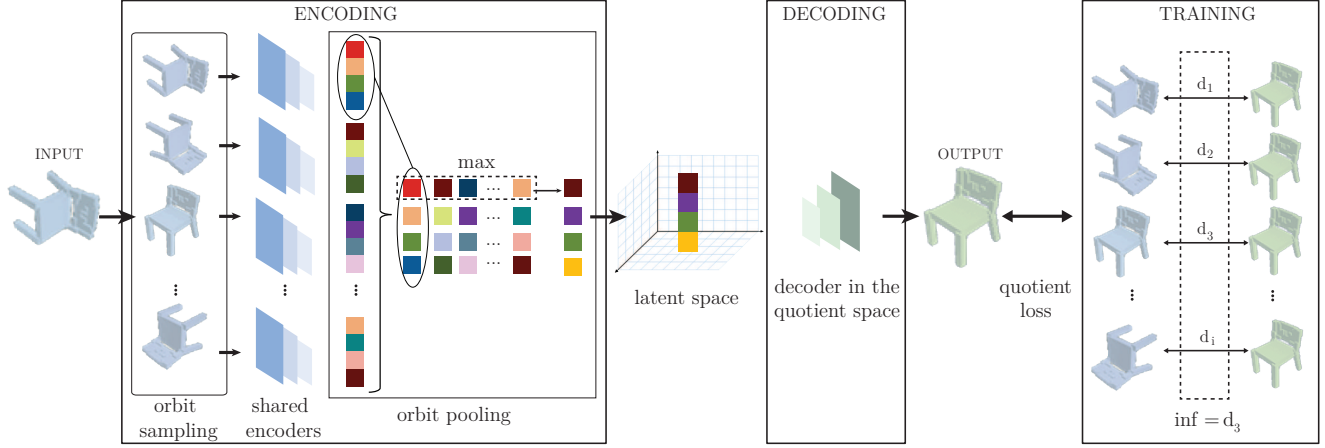 ENCODING
DECODING
TRAINING
INPUT
max
...
...
...
...
OUTPUT
d1
d2
d3
di
...
...
...
...
...
...
latent space
decoder in the
quotient space
quotient
loss
orbit
sampling
shared
encoders
orbit pooling
inf = d3